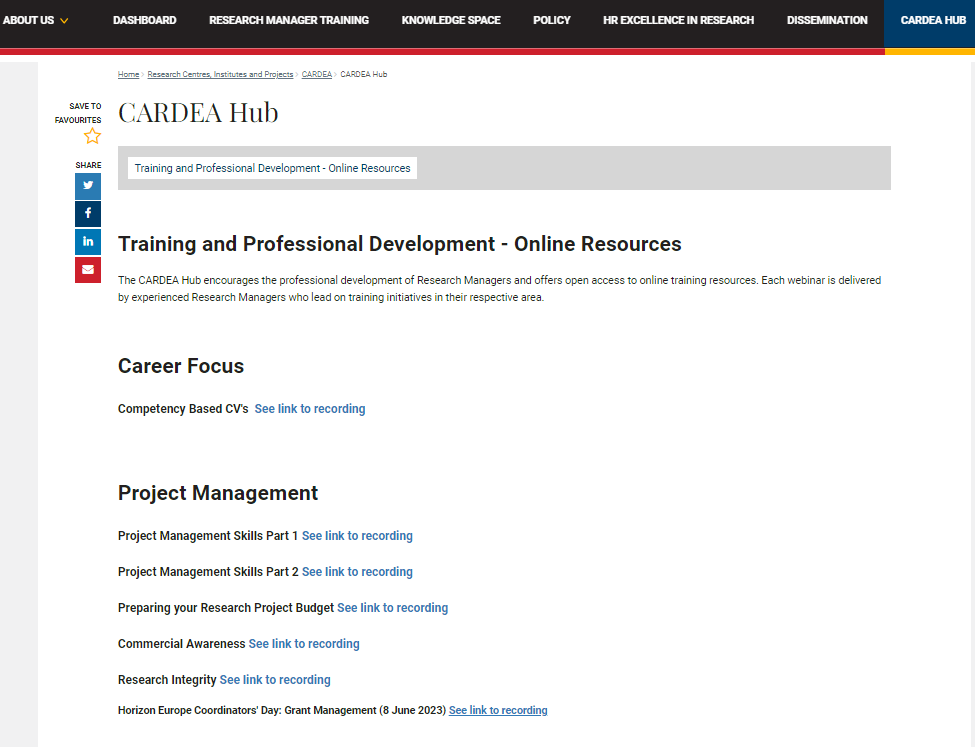 ABOUT US DASHBOARD RESEARCH MANAGER TRAINING KNOWLEDGE SPACE POLICY HR EXCELLENCE IN RESEARCH DISSEMINATION CARDEA HUB
Home > Research Centres, Institutes and Projects > CARDEA > CARDEA Hub
SAVE TO
FAVOURITES
CARDEA Hub
SHARE
Training and Professional Development - Online Resources
Training and Professional Development - Online Resources
The CARDEA Hub encourages the professional development of Research Managers and offers open access to online training resources. Each webinar is delivered
by experienced Research Managers who lead on training initiatives in their respective area.
Career Focus
Competency Based CV's See link to recording
Project Management
Project Management Skills Part 1 See link to recording
Project Management Skills Part 2 See link to recording
Preparing your Research Project Budget See link to recording
Commercial Awareness See link to recording
Research Integrity See link to recording
Horizon Europe Coordinators' Day: Grant Management (8 June 2023) See link to recording